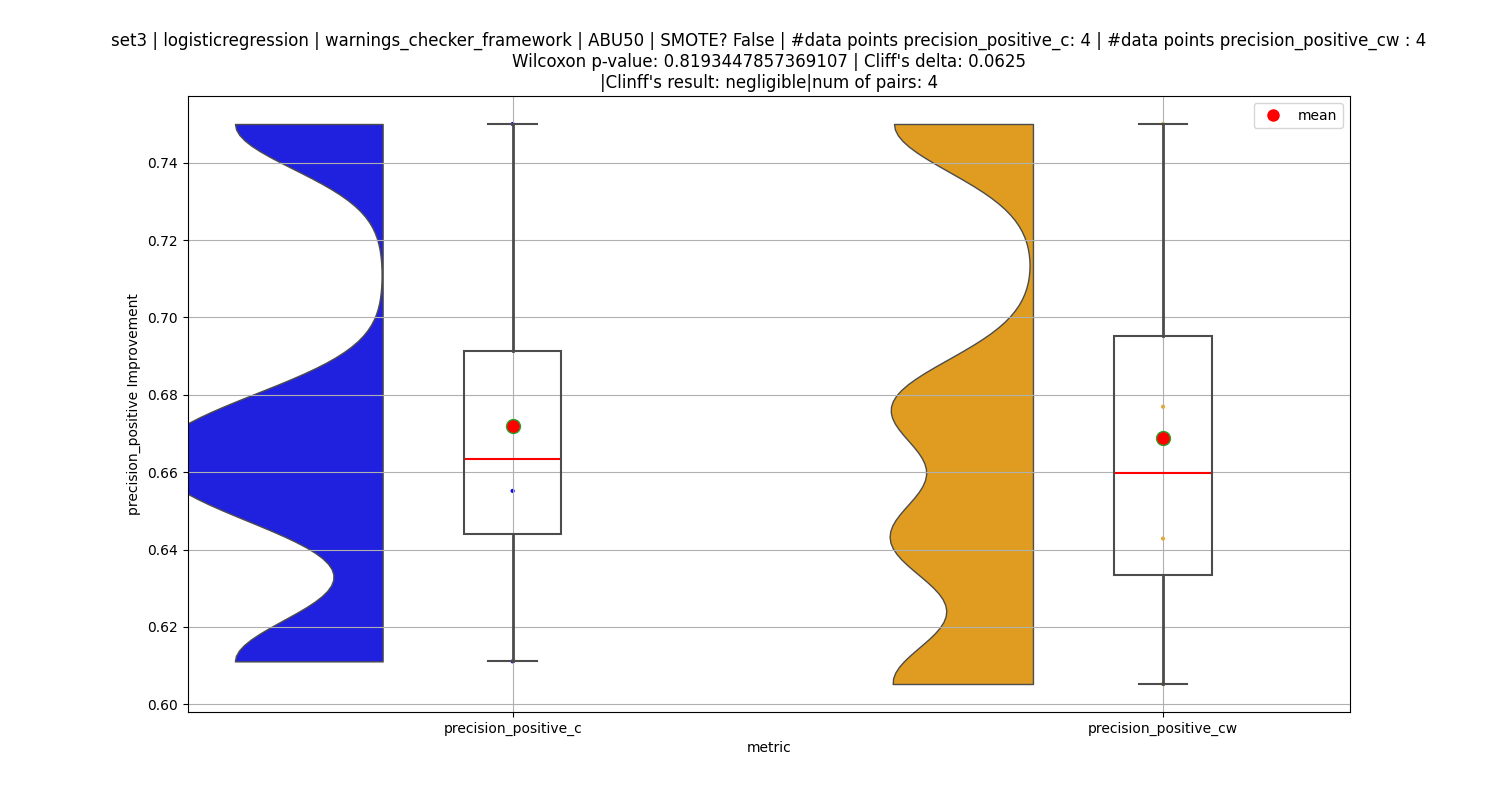 set3 | logisticregression | warnings_checker_framework | ABU50 | SMOTE? False | #data points precision_positive_c: 4 | #data points precision_positive_cw : 4
Wilcoxon p-value: 0.8193447857369107 | Cliff's delta: 0.0625
|Clinff's result: negligible|num of pairs: 4
mean
precision_positive Improvement
0.74
0.72
0.70
0.68
0.66
0.64
0.62
0.60
precision_positive_c
precision_positive_cw
metric